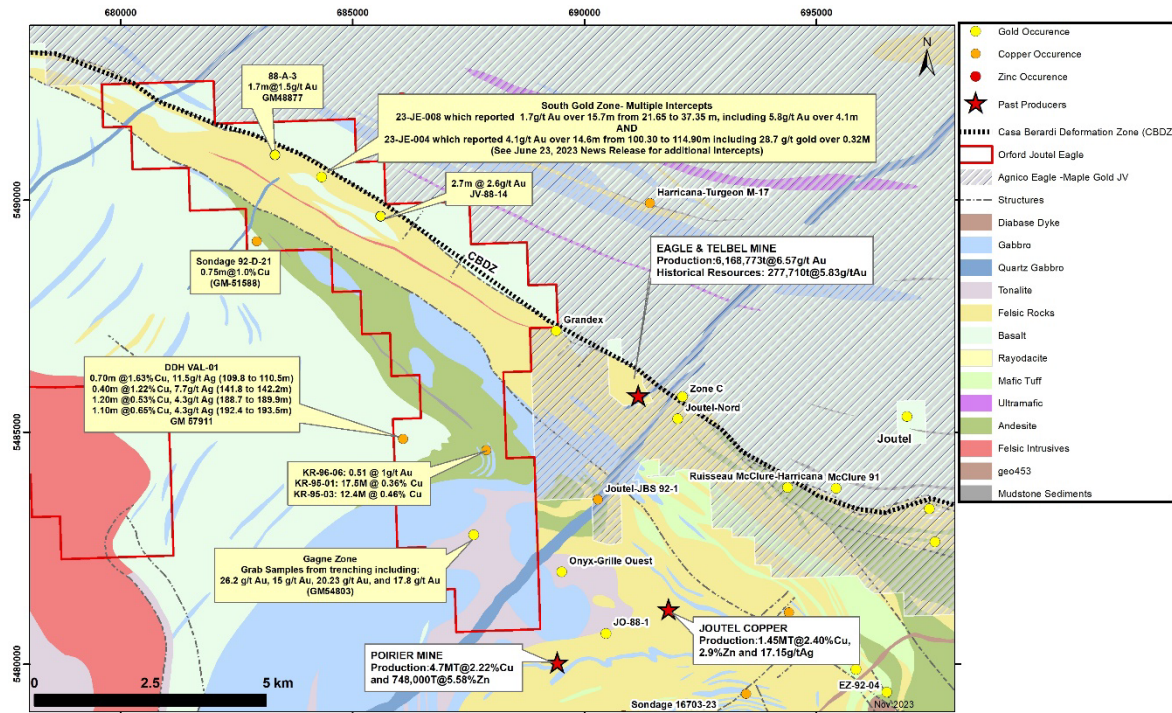 680000
685000
690000
695000
5490000
5485000
5480000
N
88-A-3
1.7m@1.5g/t Au
GM48877
South Gold Zone- Multiple Intercepts
23-JE-008 which reported 1.7g/t Au over 15.7m from 21.65 to 37.35 m, including 5.8g/t Au over 4.1m
AND
23-JE-004 which reported 4.1g/t Au over 14.6m from 100.30 to 114.90m including 28.7 g/t gold over 0.32M
(See June 23, 2023 News Release for additional Intercepts)
2.7m @ 2.6g/t Au
JV-88-14
Harricana-Turgeon M-17
Sondage 92-D-21
0.75m@1.0%Cu
(GM-51588)
CBDZ
EAGLE & TELBEL MINE
Production:6,168,773t@6.57g/t Au
Historical Resources: 277,710t@5.83g/tAu
Grandex
DDH VAL-01
0.70m @1.63%Cu, 11.5g/t Ag (109.8 to 110.5m)
0.40m @1.22%Cu, 7.7g/t Ag (141.8 to 142.2m)
1.20m @0.53%Cu, 4.3g/t Ag (188.7 to 189.9m)
1.10m @0.65%Cu, 4.3g/t Ag (192.4 to 193.5m)
GM 57911
Zone C
Joutel-Nord
Joutel
KR-96-06: 0.51 @ 1g/t Au
KR-95-01: 17.5M @ 0.36% Cu
KR-95-03: 12.4M @ 0.46% Cu
Ruisseau McClure-Harricana
McClure 91
Joutel-JBS 92-1
Gagne Zone
Grab Samples from trenching including:
26.2 g/t Au, 15 g/t Au, 20.23 g/t Au, and 17.8 g/t Au
(GM54803)
Onyx-Grille Ouest
JO-88-1
JOUTEL COPPER
Production:1.45MT@2.40%Cu,
2.9%Zn and 17.15g/tAg
POIRIER MINE
Production:4.7MT@2.22%Cu
and 748,000T@5.58%Zn
EZ-92-04
Sondage 16703-23
Nov.2023
0
2.5
5 km
Gold Occurence
Copper Occurence
Zinc Occurence
Past Producers
Casa Berardi Deformation Zone (CBDZ)
Orford Joutel Eagle
Agnico Eagle -Maple Gold JV
Structures
Diabase Dyke
Gabbro
Quartz Gabbro
Tonalite
Felsic Rocks
Basalt
Rayodacite
Mafic Tuff
Ultramafic
Andesite
Felsic Intrusives
geo453
Mudstone Sediments